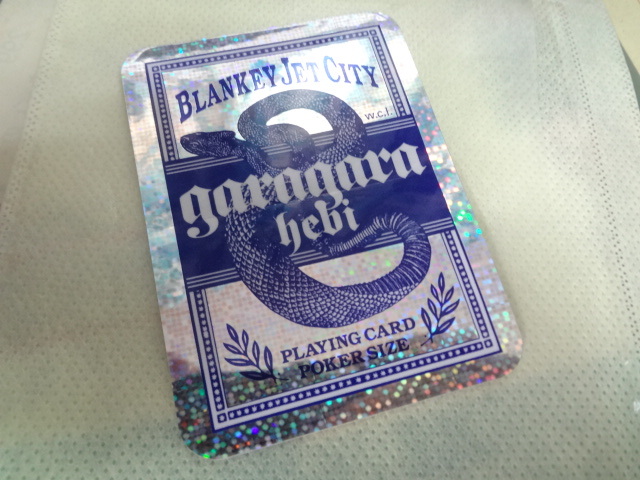 BLANKEY JET CITY
w.c.l.
garagara
hebi
PLAYING CARD
POKER SIZE